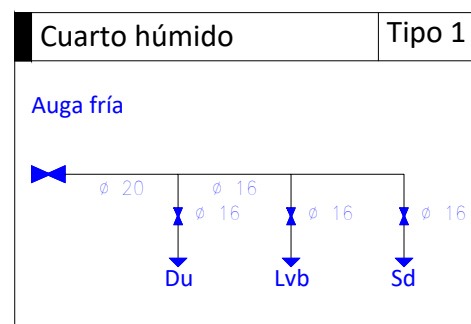 Cuarto húmido Tipo 1
Auga fría
ø 20 ø 16
ø 16 ø 16 ø 16
Du Lvb Sd